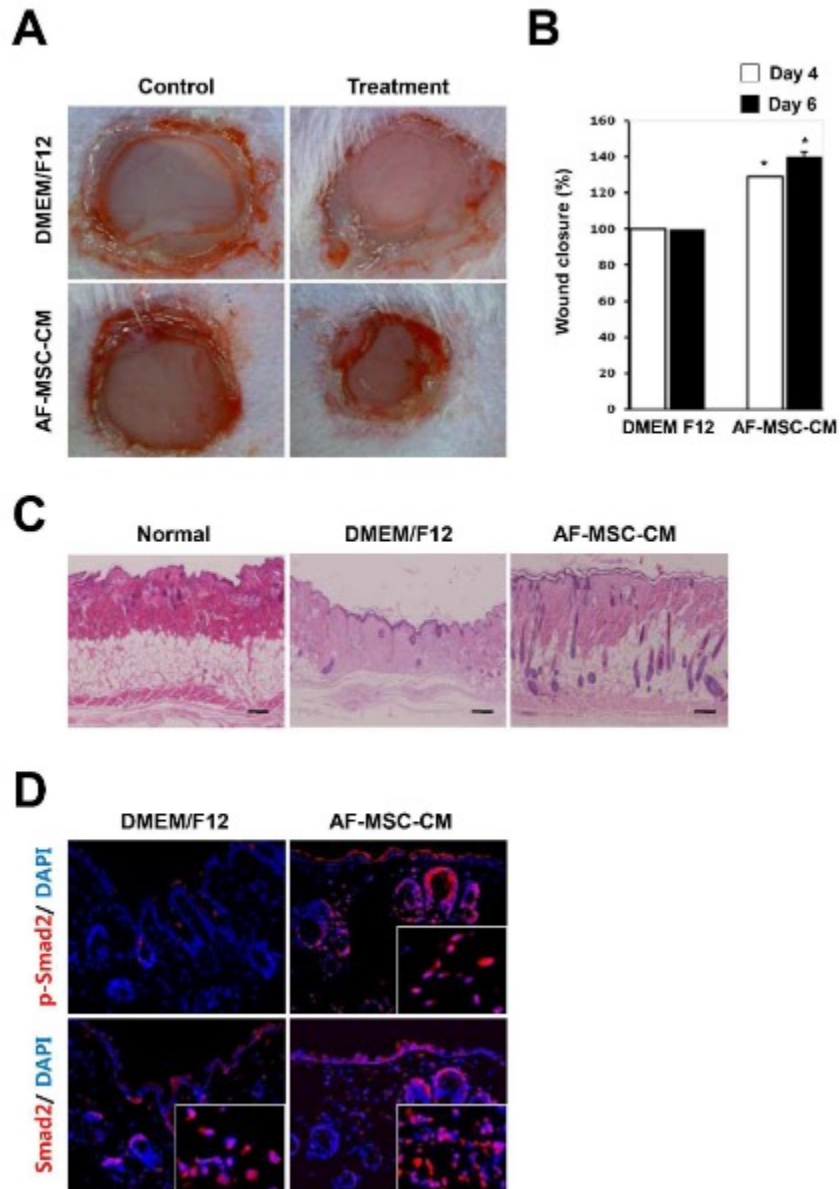 A
Control Treatment
DMEM/F12
AF-MSC-CM
B
Day 4
Day 6
Wound closure (%)
160
140
120
100
80
60
40
20
0
* *
DMEM F12 AF-MSC-CM
C
Normal DMEM/F12 AF-MSC-CM
D
DMEM/F12 AF-MSC-CM
p-Smad2/ DAPI
Smad2/ DAPI